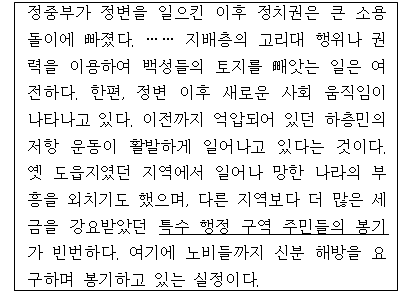 정중부가 정변을 일으킨 이후 정치권은 큰 소용
돌이에 빠졌다. …… 지배층의 고리대 행위나 권
력을 이용하여 백성들의 토지를 빼앗는 일은 여
전하다. 한편, 정변 이후 새로운 사회 움직임이
나타나고 있다. 이전까지 억압되어 있던 하층민의
저항 운동이 활발하게 일어나고 있다는 것이다.
옛 도읍지였던 지역에서 일어나 망한 나라의 부
흥을 외치기도 했으며, 다른 지역보다 더 많은 세
금을 강요받았던 특수 행정 구역 주민들의 봉기
가 빈번하다. 여기에 노비들까지 신분 해방을 요
구하며 봉기하고 있는 실정이다.